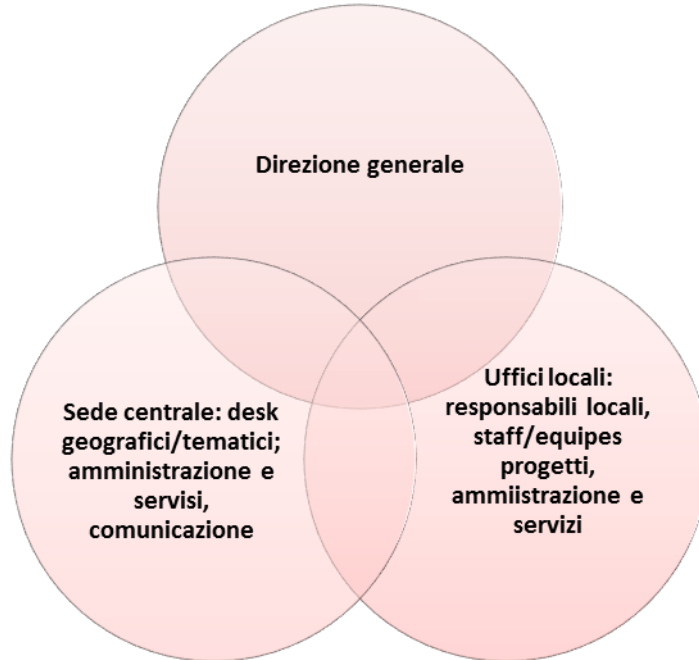 Direzione generale
Sede centrale: desk
geografici/tematici;
amministrazione e
servisi,
comunicazione
Uffici locali:
responsabili locali,
staff/equipes
progetti,
ammiistrazione e
servizi